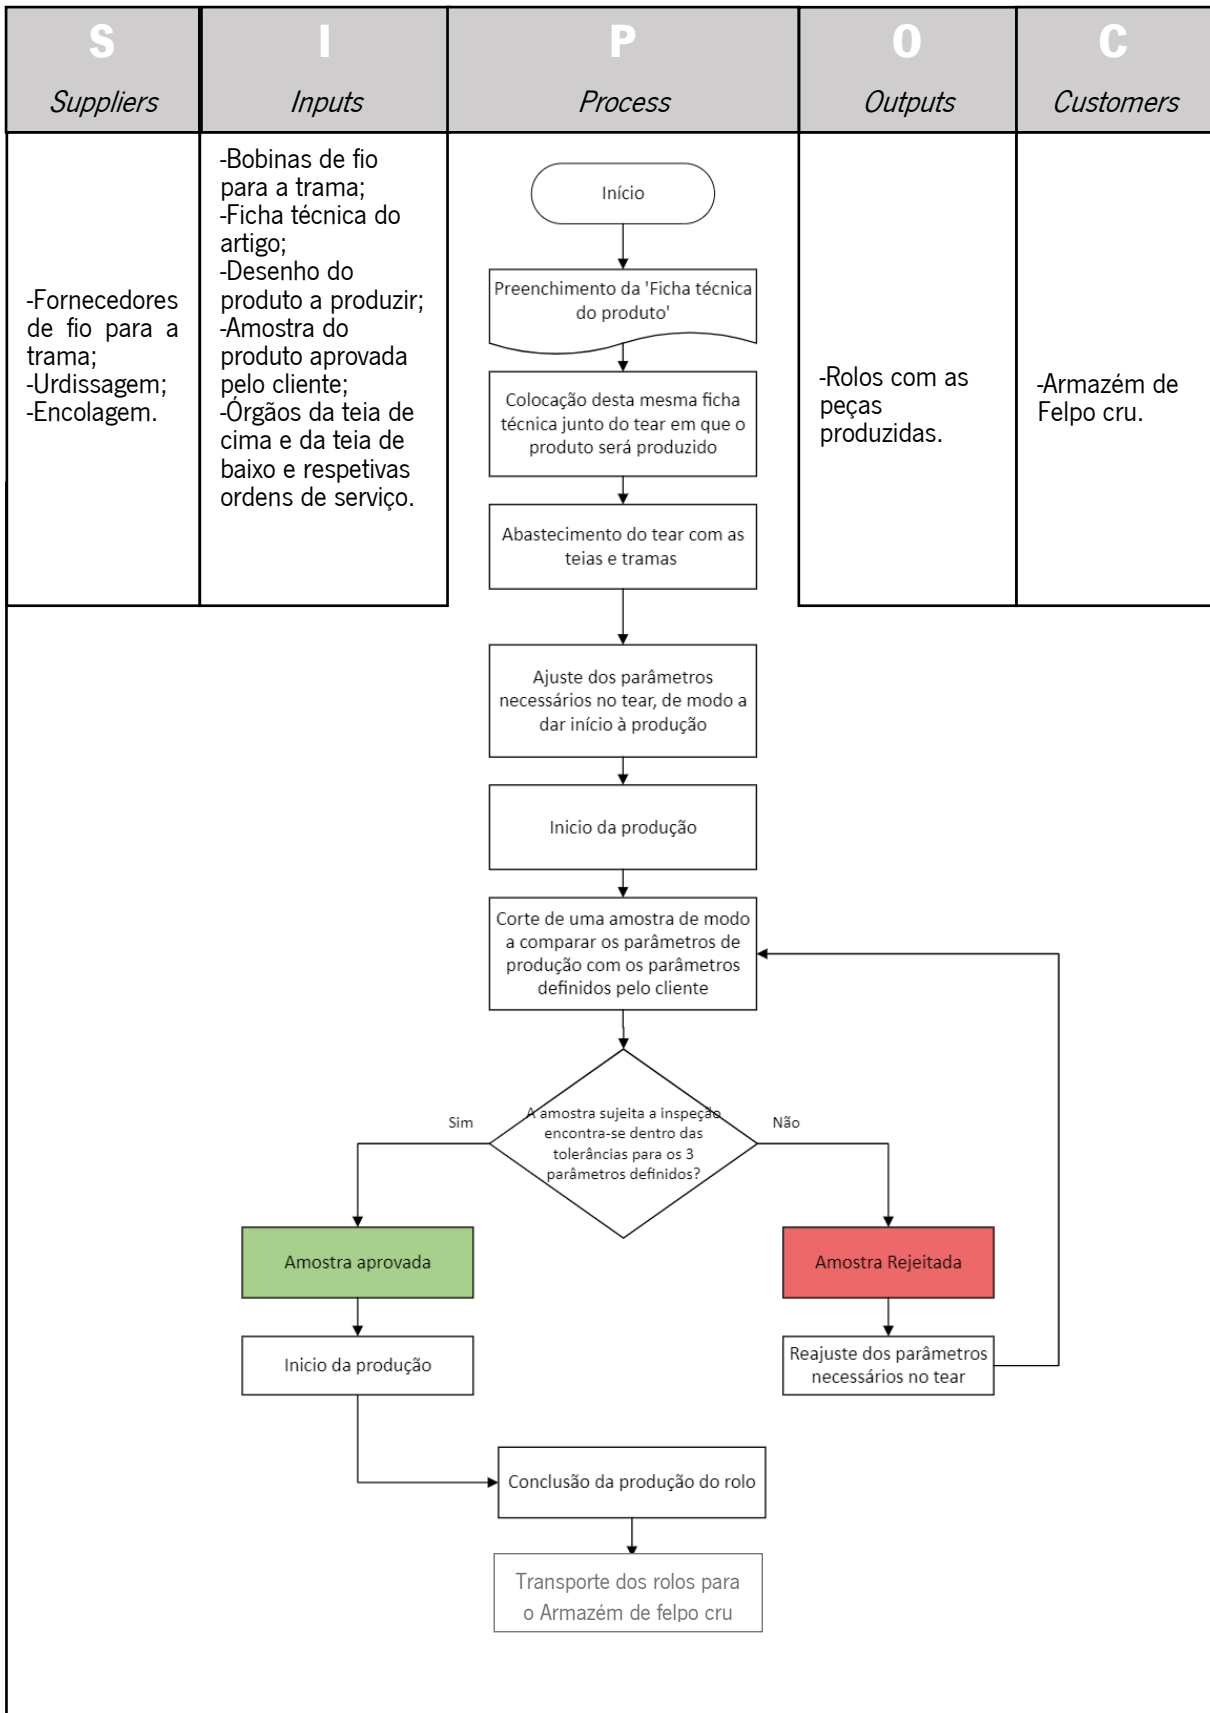 S
I
P
O
C
Suppliers
Inputs
Process
Outputs
Customers
-Fornecedores
de fio para a
trama;
-Urdissagem;
-Encolagem.
-Bobinas de fio
para a trama;
-Ficha técnica do
artigo;
-Desenho do
produto a produzir;
-Amostra do
produto aprovada
pelo cliente;
-Órgãos da teia de
cima e da teia de
baixo e respetivas
ordens de serviço.
Início
Preenchimento da 'Ficha técnica
do produto'
Colocação desta mesma ficha
técnica junto do tear em que o
produto será produzido
Abastecimento do tear com as
teias e tramas
-Rolos com as
peças
produzidas.
-Armazém de
Felpo cru.
Ajuste dos parâmetros
necessários no tear, de modo a
dar início à produção
Inicio da produção
Corte de uma amostra de modo
a comparar os parâmetros de
produção com os parâmetros
definidos pelo cliente
A amostra sujeita a inspeção
encontra-se dentro das
tolerâncias para os 3
parâmetros definidos?
Sim
Não
Amostra aprovada
Amostra Rejeitada
Inicio da produção
Reajuste dos parâmetros
necessários no tear
Conclusão da produção do rolo
Transporte dos rolos para
o Armazém de felpo cru